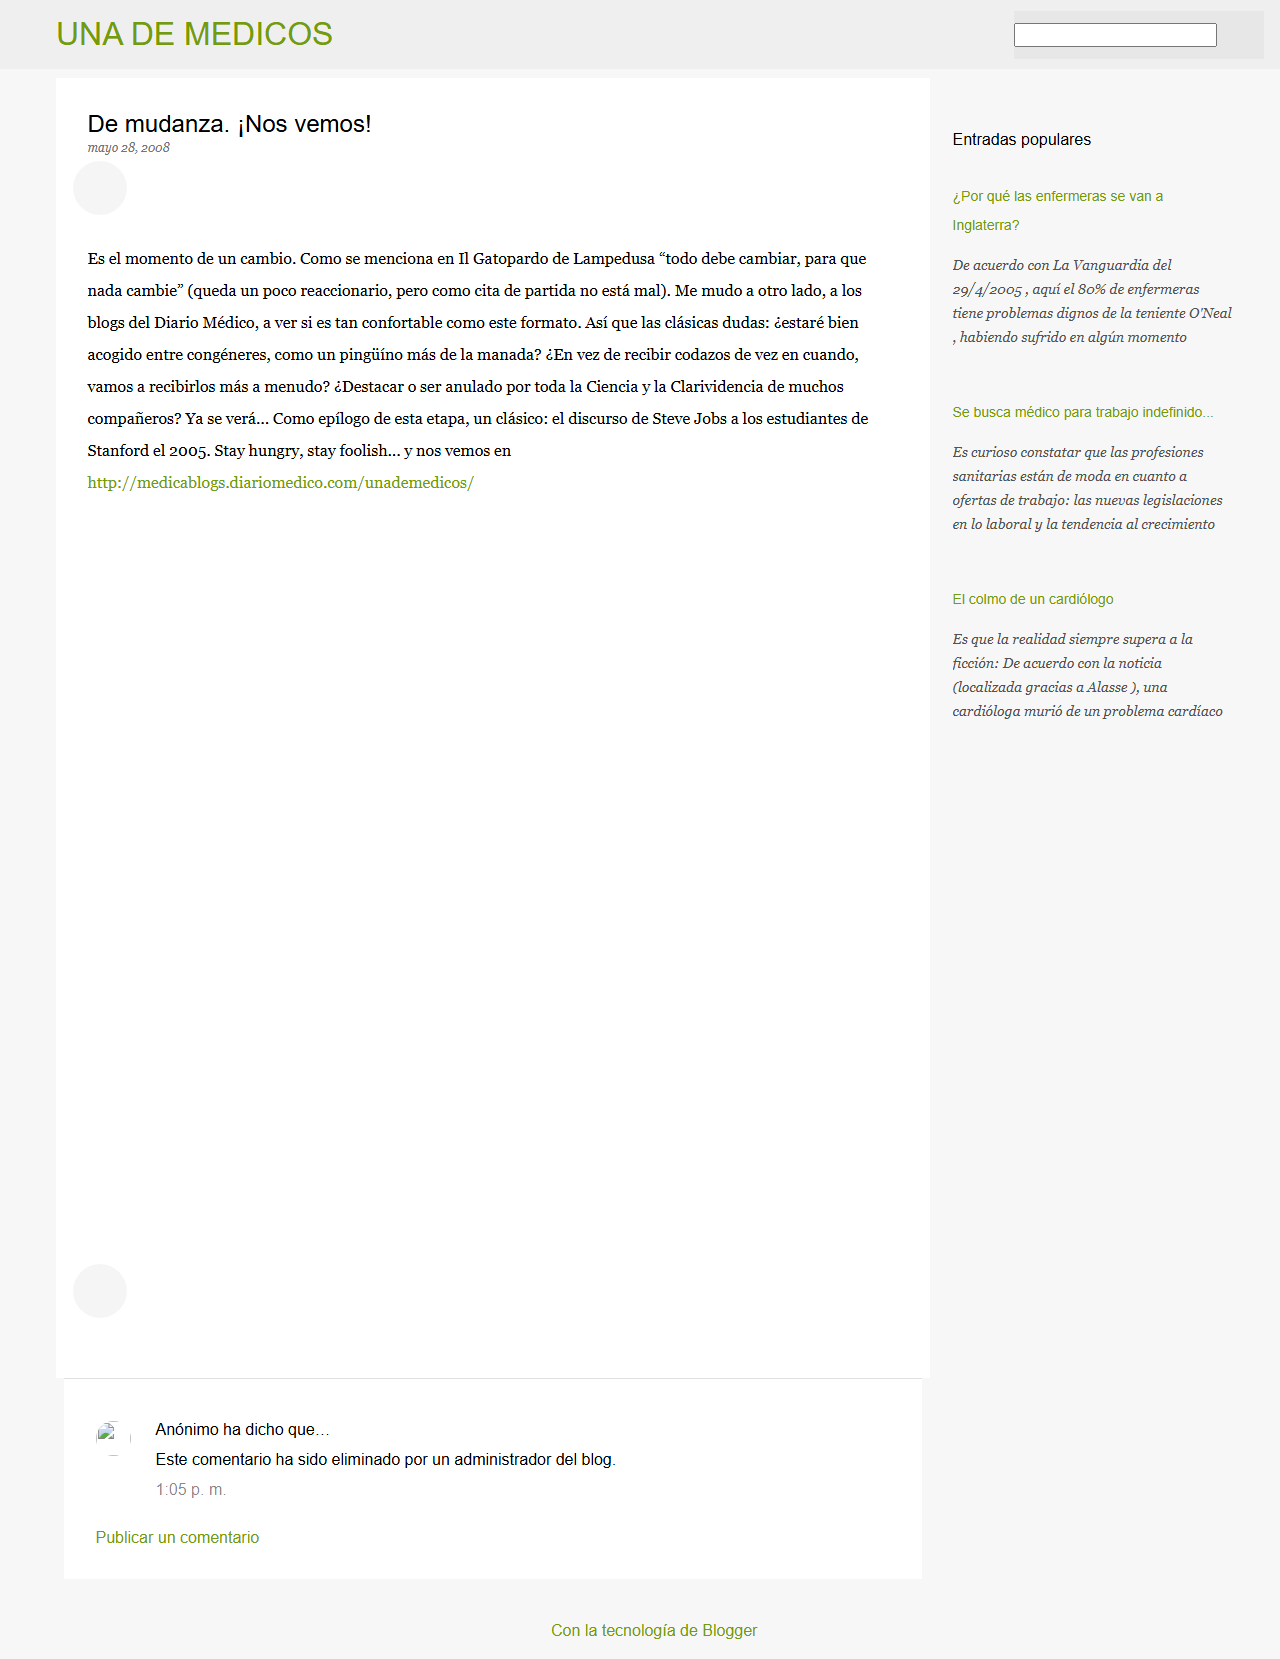 UNA DE MEDICOS
De mudanza. ¡Nos vemos!
mayo 28, 2008
Es el momento de un cambio. Como se menciona en Il Gatopardo de Lampedusa “todo debe cambiar, para que
nada cambie” (queda un poco reaccionario, pero como cita de partida no está mal). Me mudo a otro lado, a los
blogs del Diario Médico, a ver si es tan confortable como este formato. Así que las clásicas dudas: ¿estaré bien
acogido entre congéneres, como un pingüíno más de la manada? ¿En vez de recibir codazos de vez en cuando,
vamos a recibirlos más a menudo? ¿Destacar o ser anulado por toda la Ciencia y la Clarividencia de muchos
compañeros? Ya se verá... Como epílogo de esta etapa, un clásico: el discurso de Steve Jobs a los estudiantes de
Stanford el 2005. Stay hungry, stay foolish... y nos vemos en
http://medicablogs.diariomedico.com/unademedicos/
Anónimo ha dicho que…
Este comentario ha sido eliminado por un administrador del blog.
1:05 p. m.
Publicar un comentario
Entradas populares
¿Por qué las enfermeras se van a
Inglaterra?
De acuerdo con La Vanguardia del
29/4/2005 , aquí el 80% de enfermeras
tiene problemas dignos de la teniente O'Neal
, habiendo sufrido en algún momento
Se busca médico para trabajo indefinido...
Es curioso constatar que las profesiones
sanitarias están de moda en cuanto a
ofertas de trabajo: las nuevas legislaciones
en lo laboral y la tendencia al crecimiento
El colmo de un cardiólogo
Es que la realidad siempre supera a la
ficción: De acuerdo con la noticia
(localizada gracias a Alasse ), una
cardióloga murió de un problema cardíaco
Con la tecnología de Blogger